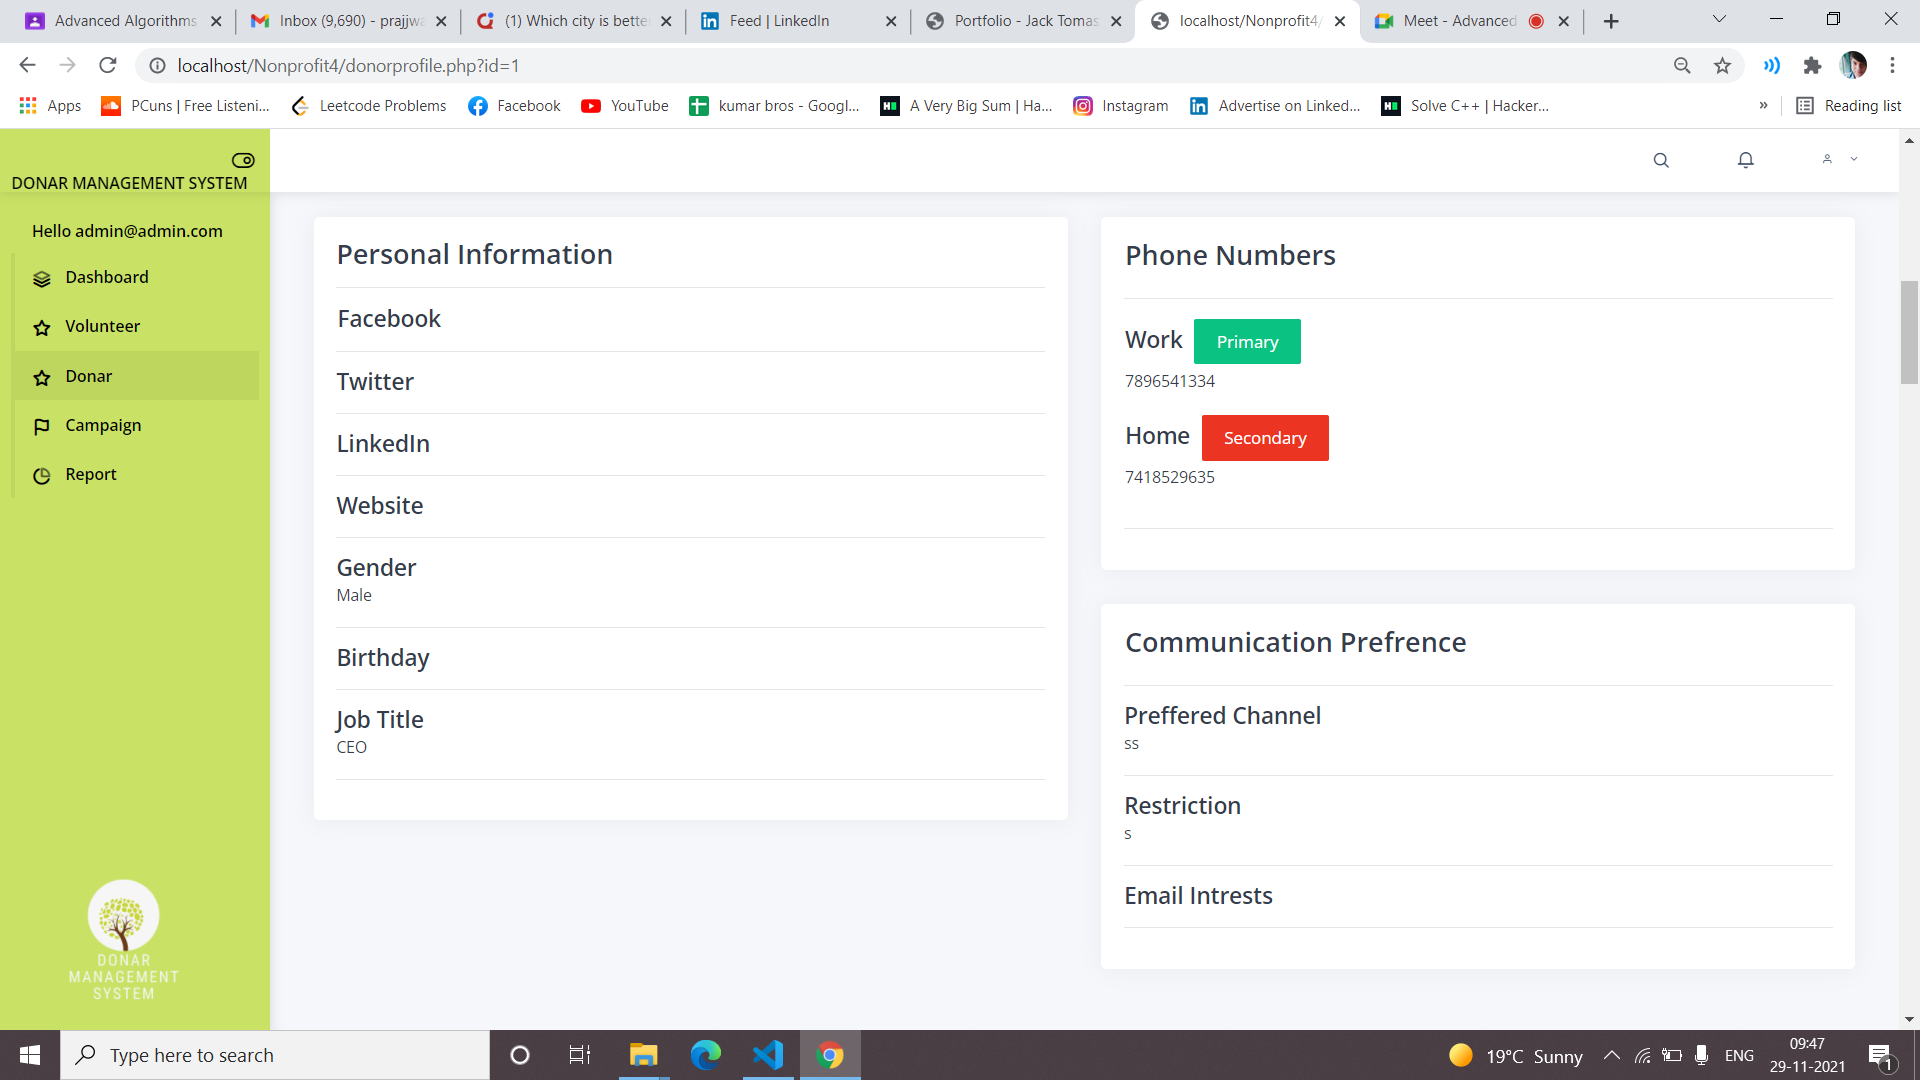 Advanced Algorithms
Inbox (9,690) - prajjwa
(1) Which city is bette
Feed | LinkedIn
Portfolio - Jack Tomas
localhost/Nonprofit4/
Meet - Advanced
localhost/Nonprofit4/donorprofile.php?id=1
Apps
PCuns | Free Listeni...
Leetcode Problems
Facebook
YouTube
kumar bros - Googl...
A Very Big Sum | Ha...
Instagram
Advertise on Linked...
Solve C++ | Hacker...
»
Reading list
DONAR MANAGEMENT SYSTEM
Hello admin@admin.com
Dashboard
Volunteer
Donar
Campaign
Report
DONAR
MANAGEMENT
SYSTEM
Personal Information
Facebook
Twitter
LinkedIn
Website
Gender
Male
Birthday
Job Title
CEO
Phone Numbers
Work Primary
7896541334
Home Secondary
7418529635
Communication Prefrence
Preffered Channel
ss
Restriction
s
Email Intrests
Type here to search
19°C Sunny
ENG
09:47
29-11-2021
1